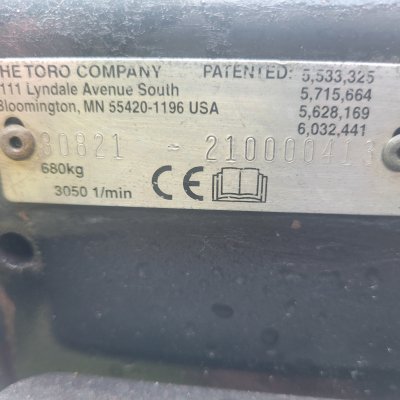 HE TORO COMPANY PATENTED: 5,533,325
111 Lyndale Avenue South 5,715,664
Bloomington, MN 55420-1196 USA 5,628,169
6,032,441
30821 - 210000413
680kg
3050 1/min CE